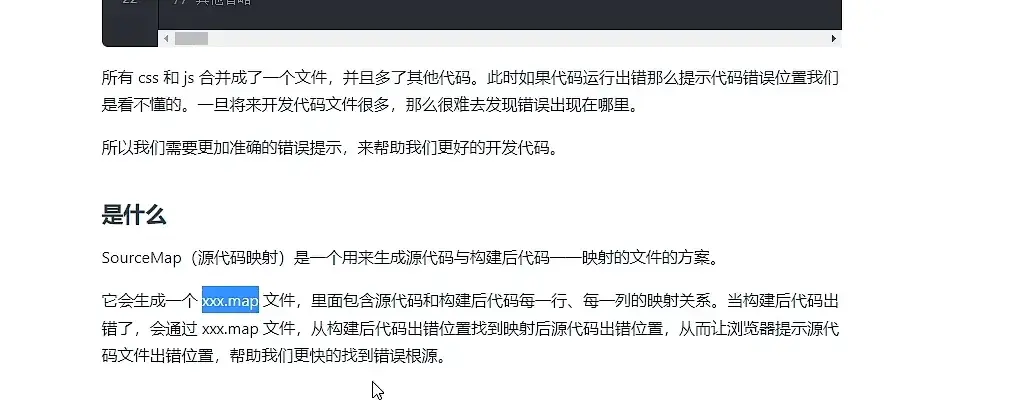 所有 css 和 js 合并成了一个文件，并且多了其他代码。此时如果代码运行出错那么提示代码错误位置我们
是看不懂的。一旦将来开发代码文件很多，那么很难去发现错误出现在哪里。
所以我们需要更加准确的错误提示，来帮助我们更好的开发代码。
是什么
SourceMap（源代码映射）是一个用来生成源代码与构建后代码一一映射的文件的方案。
它会生成一个 xxx.map 文件，里面包含源代码和构建后代码每一行、每一列的映射关系。当构建后代码出
错了，会通过 xxx.map 文件，从构建后代码出错位置找到映射后源代码出错位置，从而让浏览器提示源代
码文件出错位置，帮助我们更快的找到错误根源。